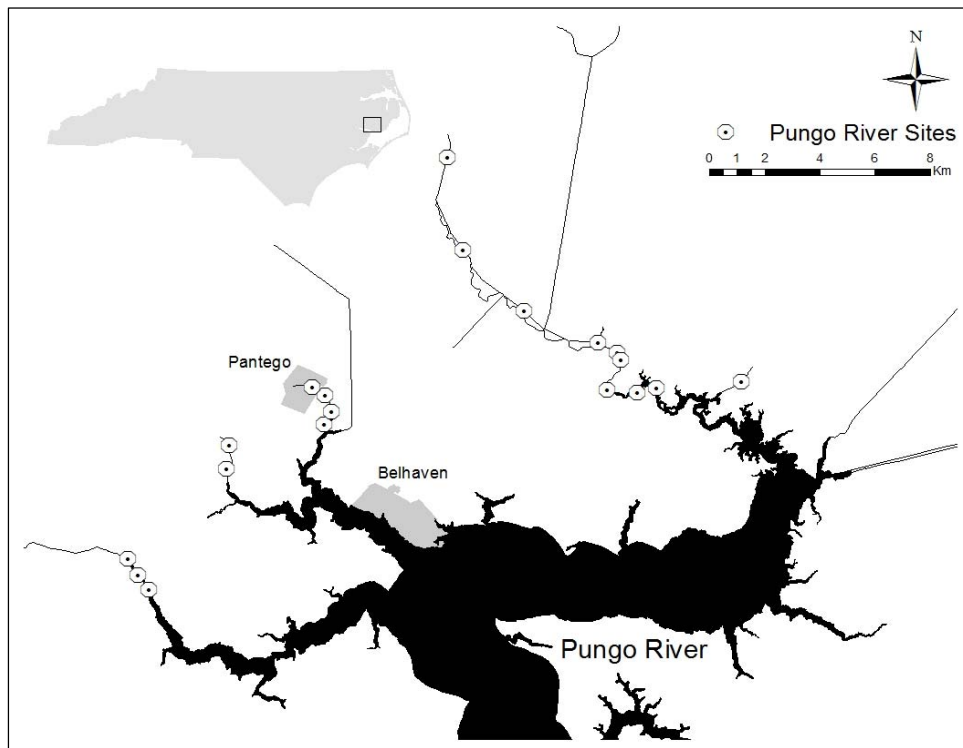 N
Pungo River Sites
0 1 2 4 6 8
Km
Pantego
Belhaven
Pungo River